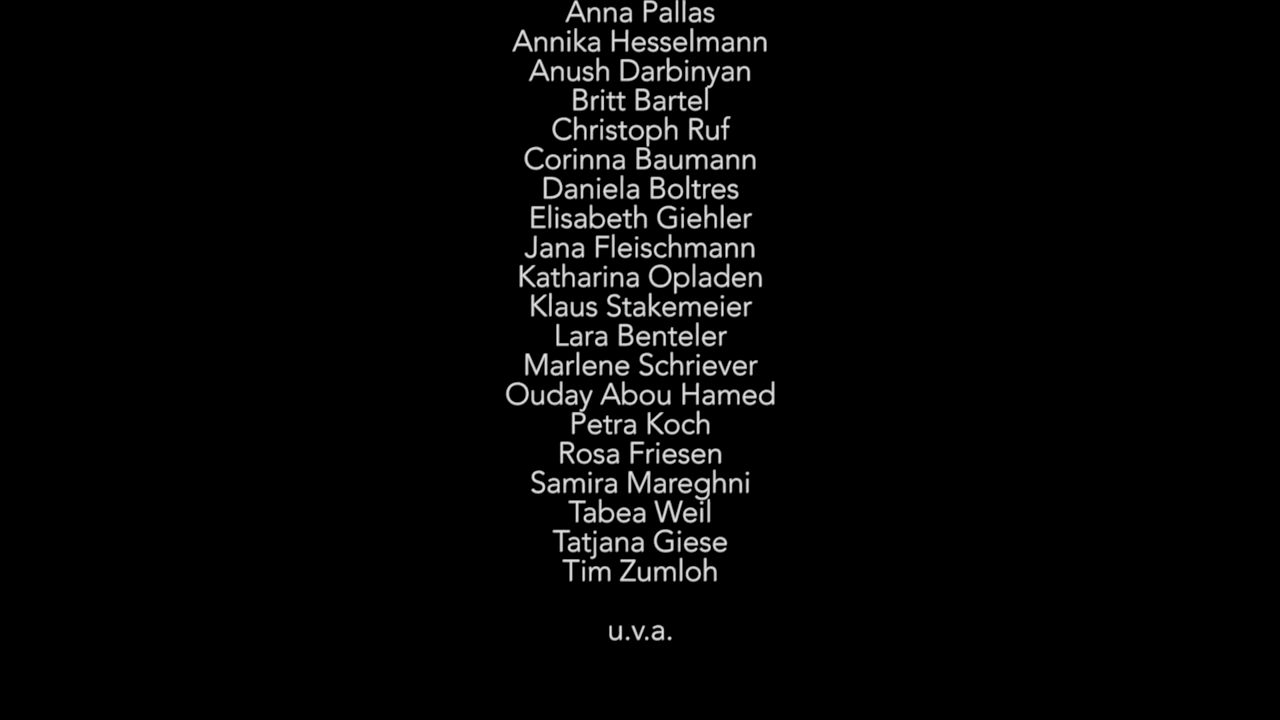 Anna Pallas
Annika Hesselmann
Anush Darbinyan
Britt Bartel
Christoph Ruf
Corinna Baumann
Daniela Boltres
Elisabeth Giehler
Jana Fleischmann
Katharina Opladen
Klaus Stakemeier
Lara Benteler
Marlene Schriever
Ouday Abou Hamed
Petra Koch
Rosa Friesen
Samira Mareghni
Tabea Weil
Tatjana Giese
Tim Zumloh
u.v.a.